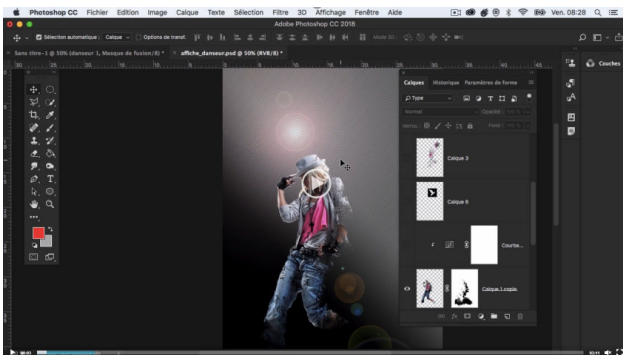 Photoshop CC Fichier Edition Image Calque Texte Sélection Filtre 3D Affichage Fenêtre Aide Ven. 08:28
Adobe Photoshop CC 2018
Sélection automatique : Calque Options de transf. Mode 3D :
Sans titre-1 @ 50% (danseur 1, Masque de fusion/8) * × affiche_danseur.psd @ 50% (RVB/8) *
Calques Historique Paramètres de forme
Couches
Type
Normal Opacité :
Fond :
Calque 3
Calque 6
Courbe...
Calque 1 copie